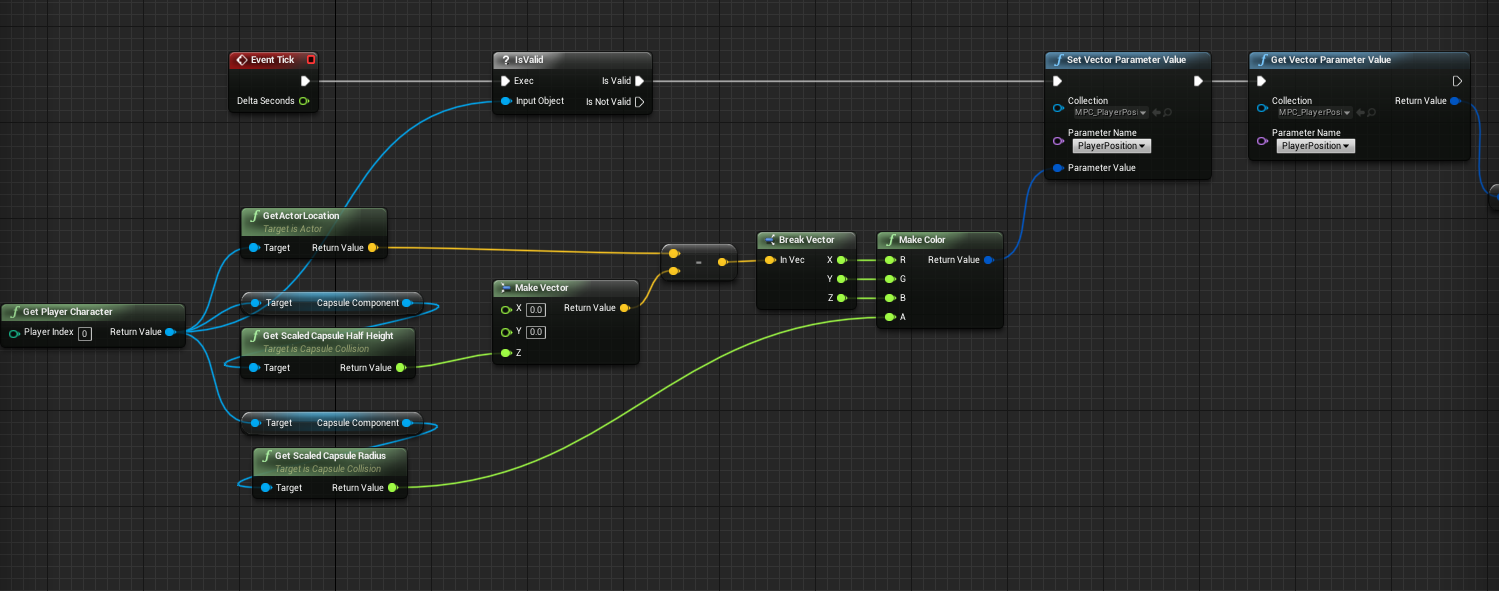 Event Tick
Delta Seconds
? IsValid
Exec
Is Valid
Input Object
Is Not Valid
f Set Vector Parameter Value
Collection
MPC_PlayerPosi
Parameter Name
PlayerPosition
Parameter Value
f Get Vector Parameter Value
Collection
Return Value
MPC_PlayerPosi
Parameter Name
PlayerPosition
f GetActorLocation
Target is Actor
Target
Return Value
Target
Capsule Component
f Get Player Character
Player Index 0
Return Value
f Get Scaled Capsule Half Height
Target is Capsule Collision
Target
Return Value
Make Vector
X 0.0
Return Value
Y 0.0
Z
-
Break Vector
In Vec
X
Y
Z
f Make Color
R
Return Value
G
B
A
Target
Capsule Component
f Get Scaled Capsule Radius
Target is Capsule Collision
Target
Return Value